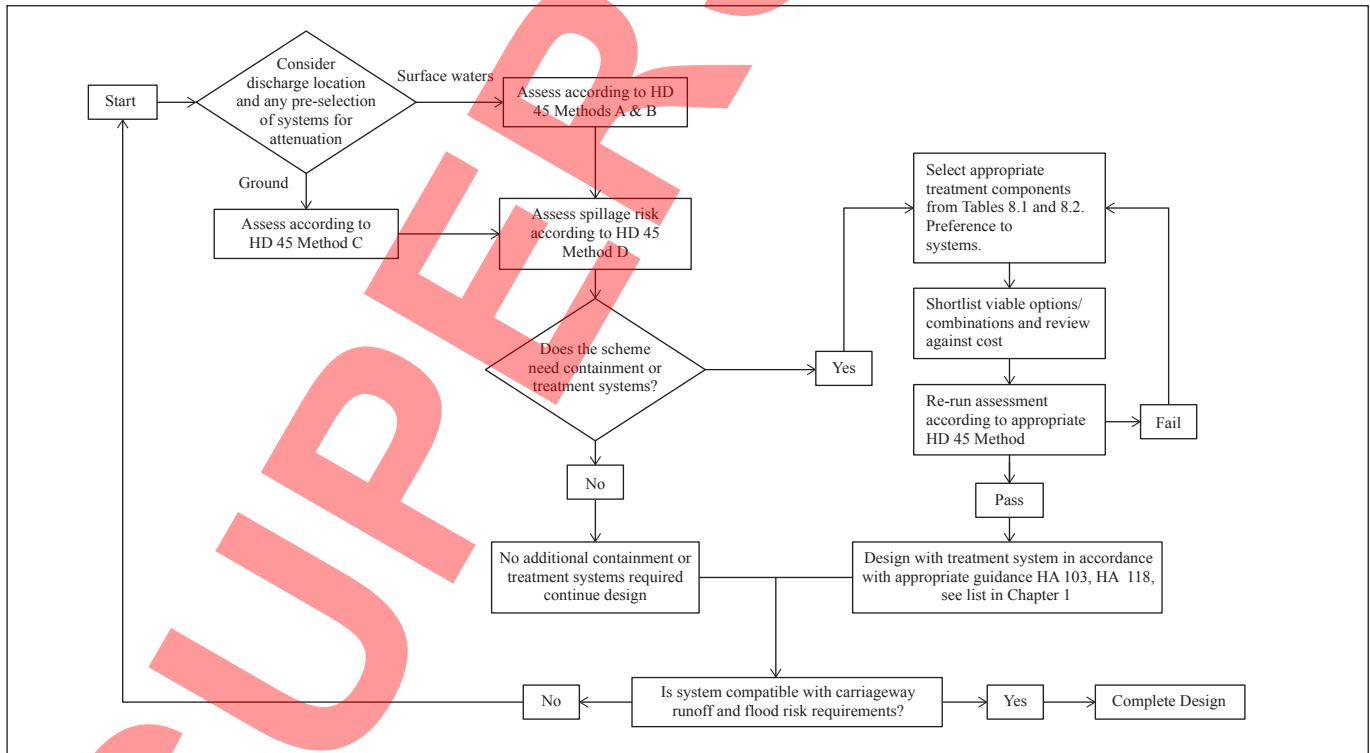 Start
Consider
discharge location
and any pre-selection
of systems for
attenuation
Surface waters
Assess according to HD
45 Methods A & B
Ground
Assess according to
HD 45 Method C
Assess spillage risk
according to HD 45
Method D
Does the scheme
need containment or
treatment systems?
Yes
Select appropriate
treatment components
from Tables 8.1 and 8.2.
Preference to
systems.
Shortlist viable options/
combinations and review
against cost
Re-run assessment
according to appropriate
HD 45 Method
Fail
Pass
No
No additional containment or
treatment systems required
continue design
Design with treatment system in accordance
with appropriate guidance HA 103, HA 118,
see list in Chapter 1
Is system compatible with carriageway
runoff and flood risk requirements?
No
Yes
Complete Design
SUPERS